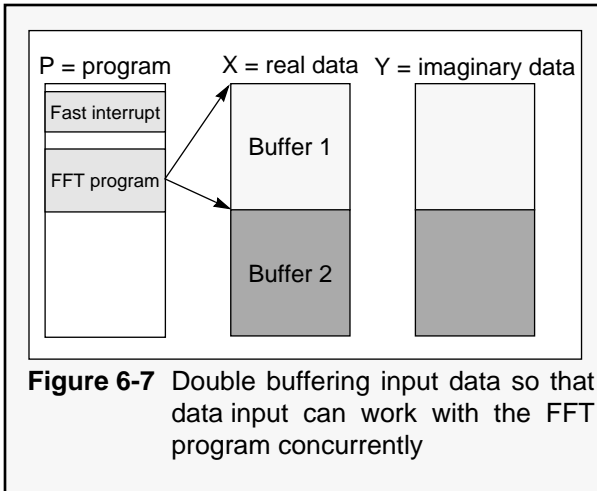 P = program
X = real data
Y = imaginary data
Fast interrupt
FFT program
Buffer 1
Buffer 2
Figure 6-7 Double buffering input data so that
data input can work with the FFT
program concurrently